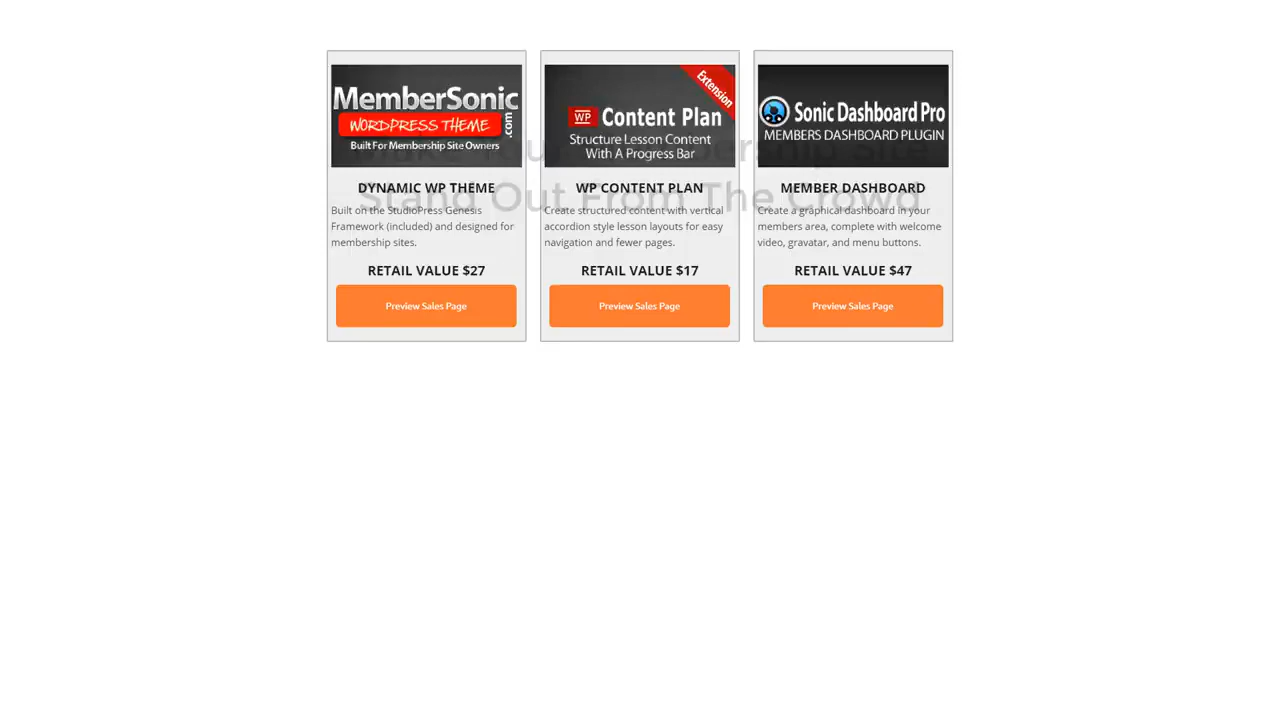 MemberSonic
WORDPRESS THEME
.com
Built For Membership Site Owners
DYNAMIC WP THEME
Built on the StudioPress Genesis
Framework (included) and designed for
membership sites.
RETAIL VALUE $27
Preview Sales Page
Extension
WP Content Plan
Structure Lesson Content
With A Progress Bar
WP CONTENT PLAN
Create structured content with vertical
accordion style lesson layouts for easy
navigation and fewer pages.
RETAIL VALUE $17
Preview Sales Page
Sonic Dashboard Pro
MEMBERS DASHBOARD PLUGIN
MEMBER DASHBOARD
Create a graphical dashboard in your
members area, complete with welcome
video, gravatar, and menu buttons.
RETAIL VALUE $47
Preview Sales Page
Make Your Membership Site
Stand Out From The Crowd